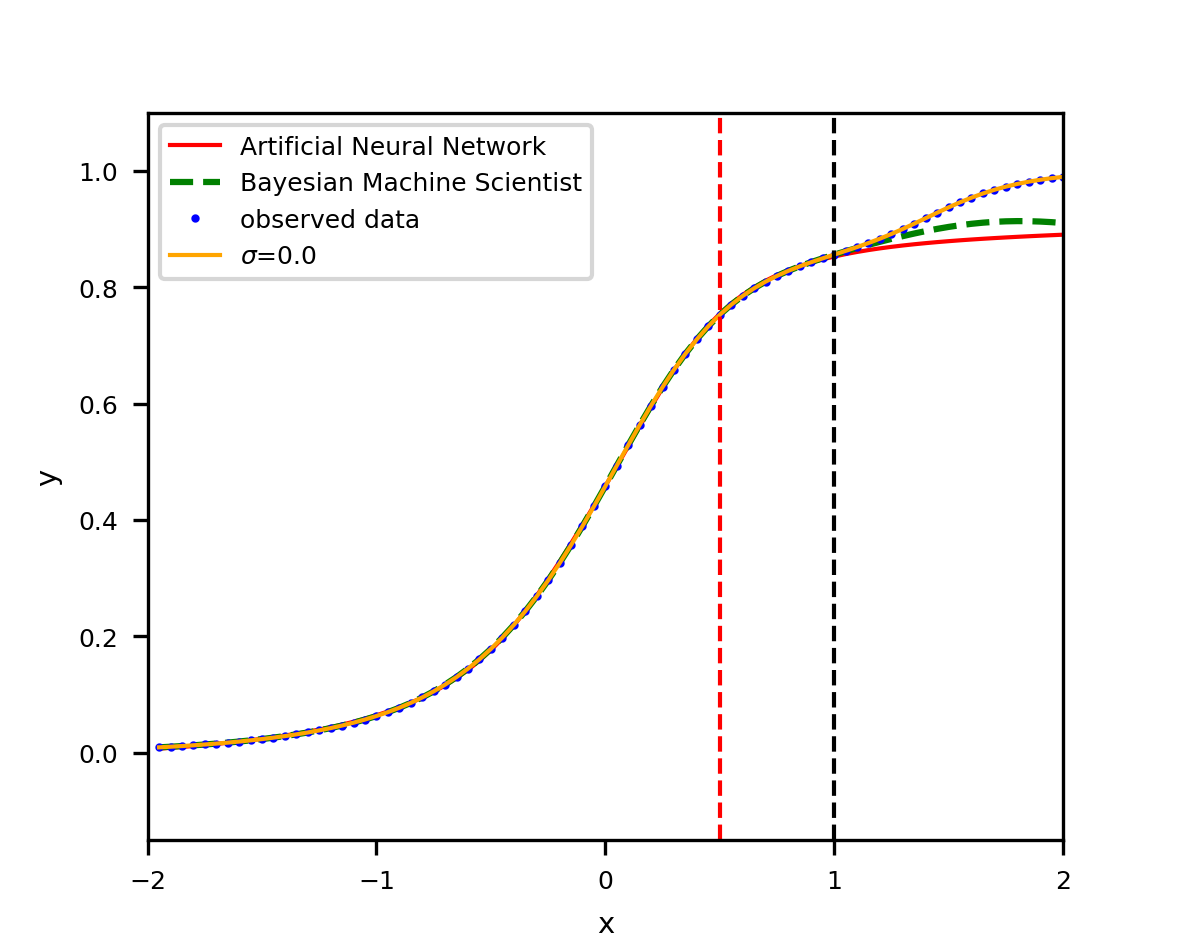 Artificial Neural Network
Bayesian Machine Scientist
observed data
σ=0.0
1.0
0.8
0.6
0.4
0.2
0.0
y
−2
−1
0
1
2
x